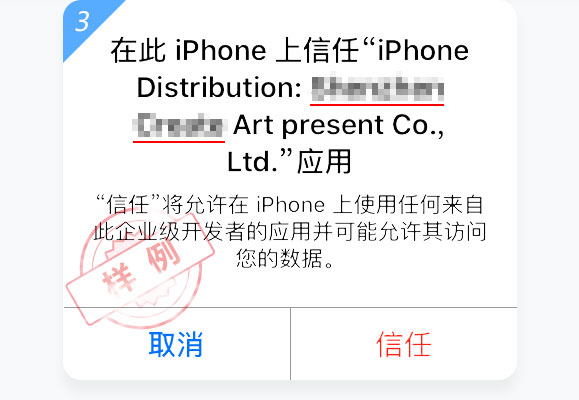 3
在此 iPhone 上信任“iPhone
Distribution:
Art present Co.,
Ltd.”应用
“信任”将允许在 iPhone 上使用任何来自
此企业级开发者的应用并可能允许其访问
您的数据。
样例
取消
信任